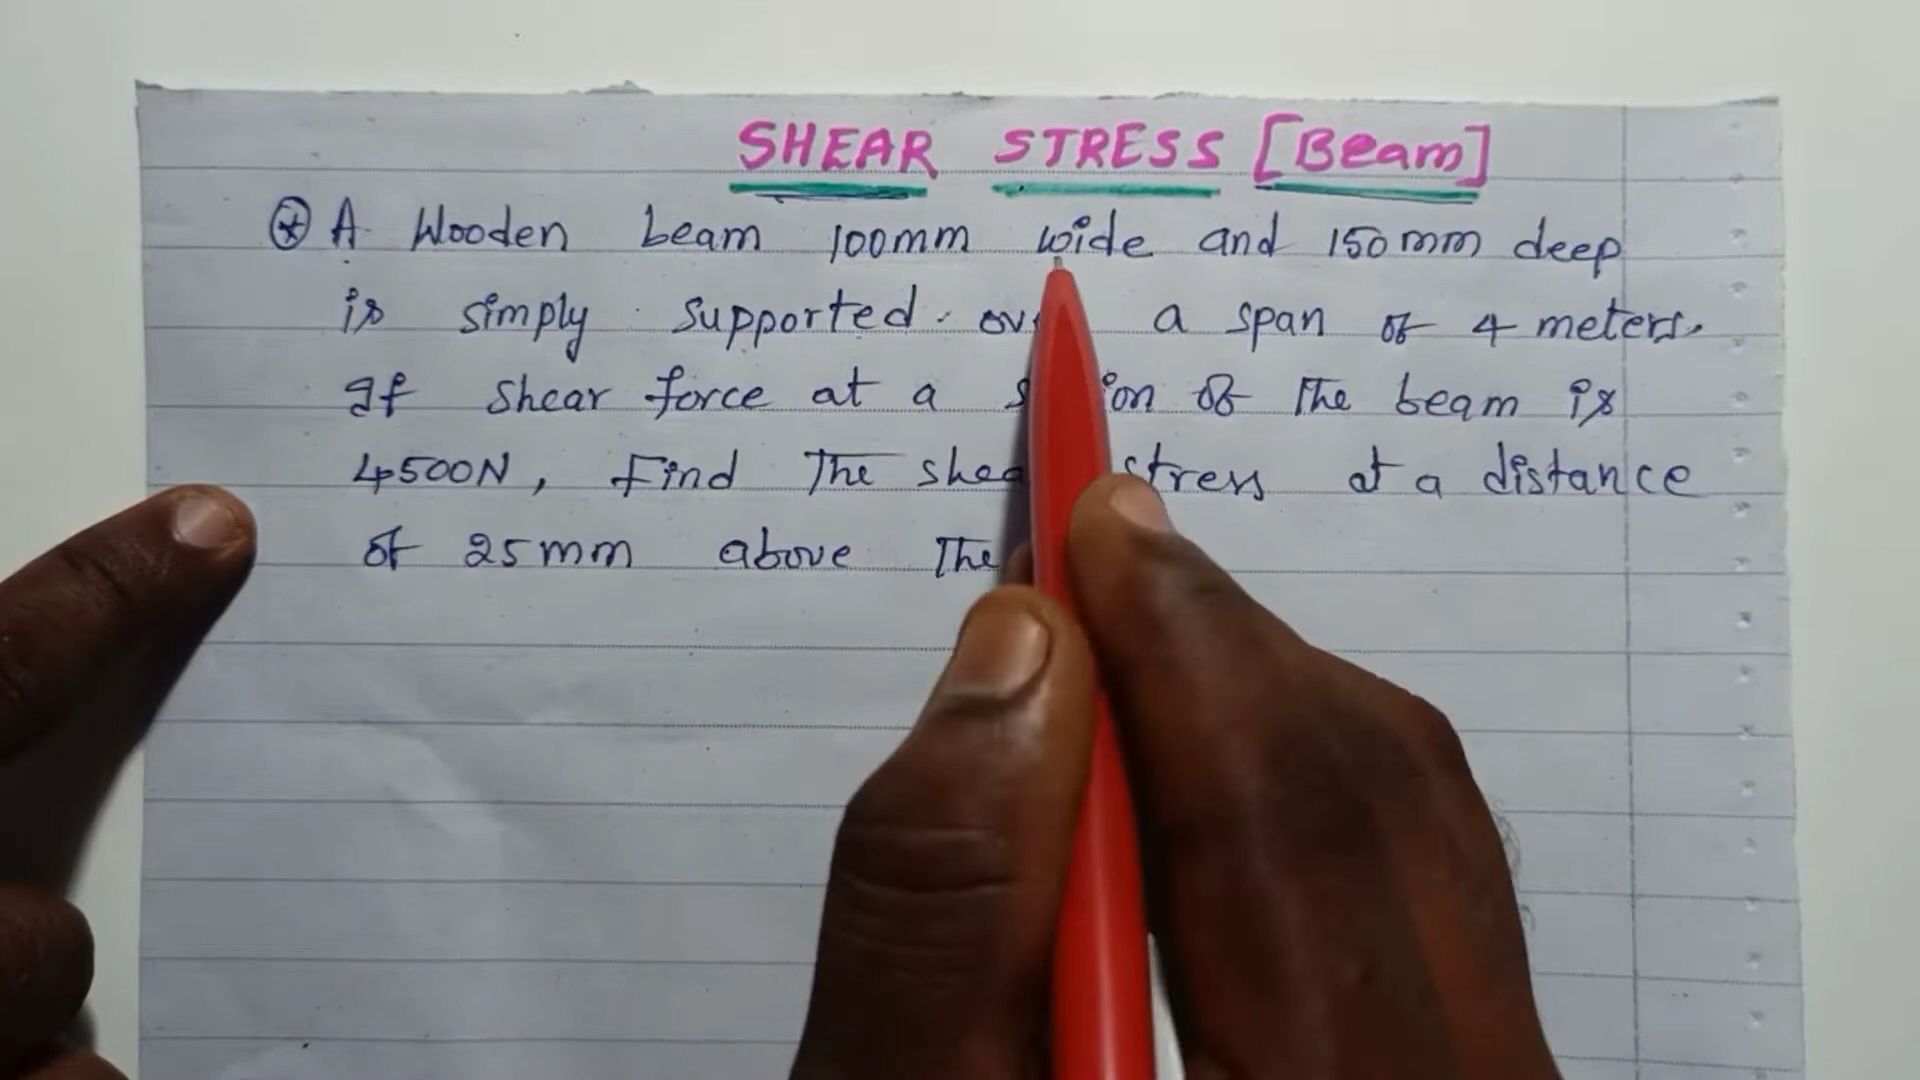 SHEAR STRESS [Beam]
A Wooden beam 100mm wide and 150mm deep
is simply supported a span of 4 meters.
If shear force at a of the beam is
4500N, Find the stress at a distance
of 25mm above the